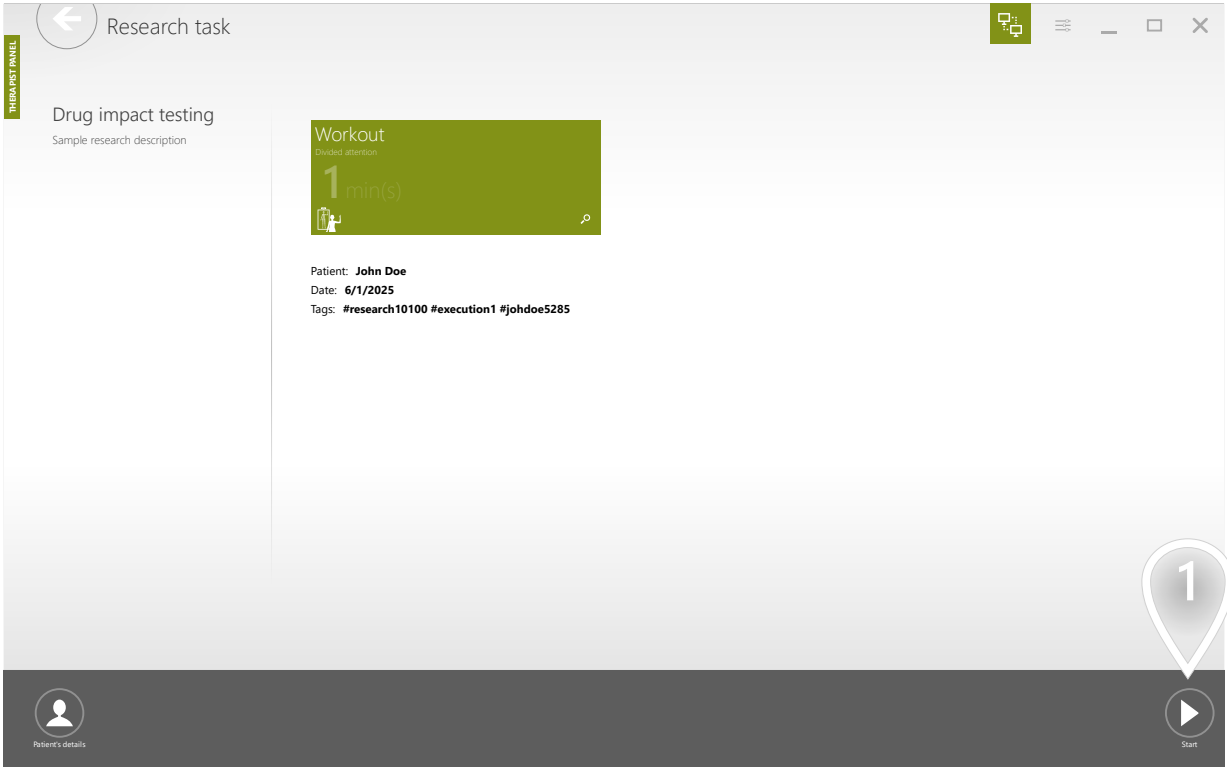 Research task
THERAPIST PANEL
Drug impact testing
Sample research description
Workout
Divided attention
1 min(s)
Patient: John Doe
Date: 6/1/2025
Tags: #research10100 #execution1 #johdoe5285
1
Patient's details
Start